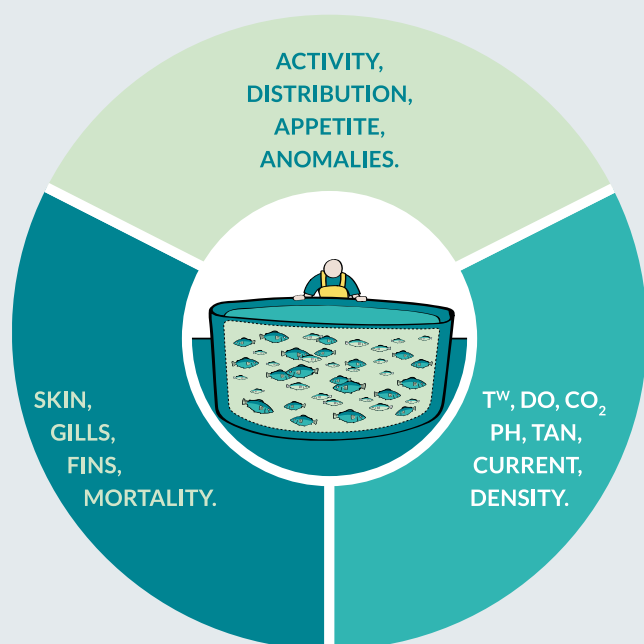 ACTIVITY,
DISTRIBUTION,
APPETITE,
ANOMALIES.
SKIN,
GILLS,
FINS,
MORTALITY.
Tᵂ, DO, CO₂
PH, TAN,
CURRENT,
DENSITY.